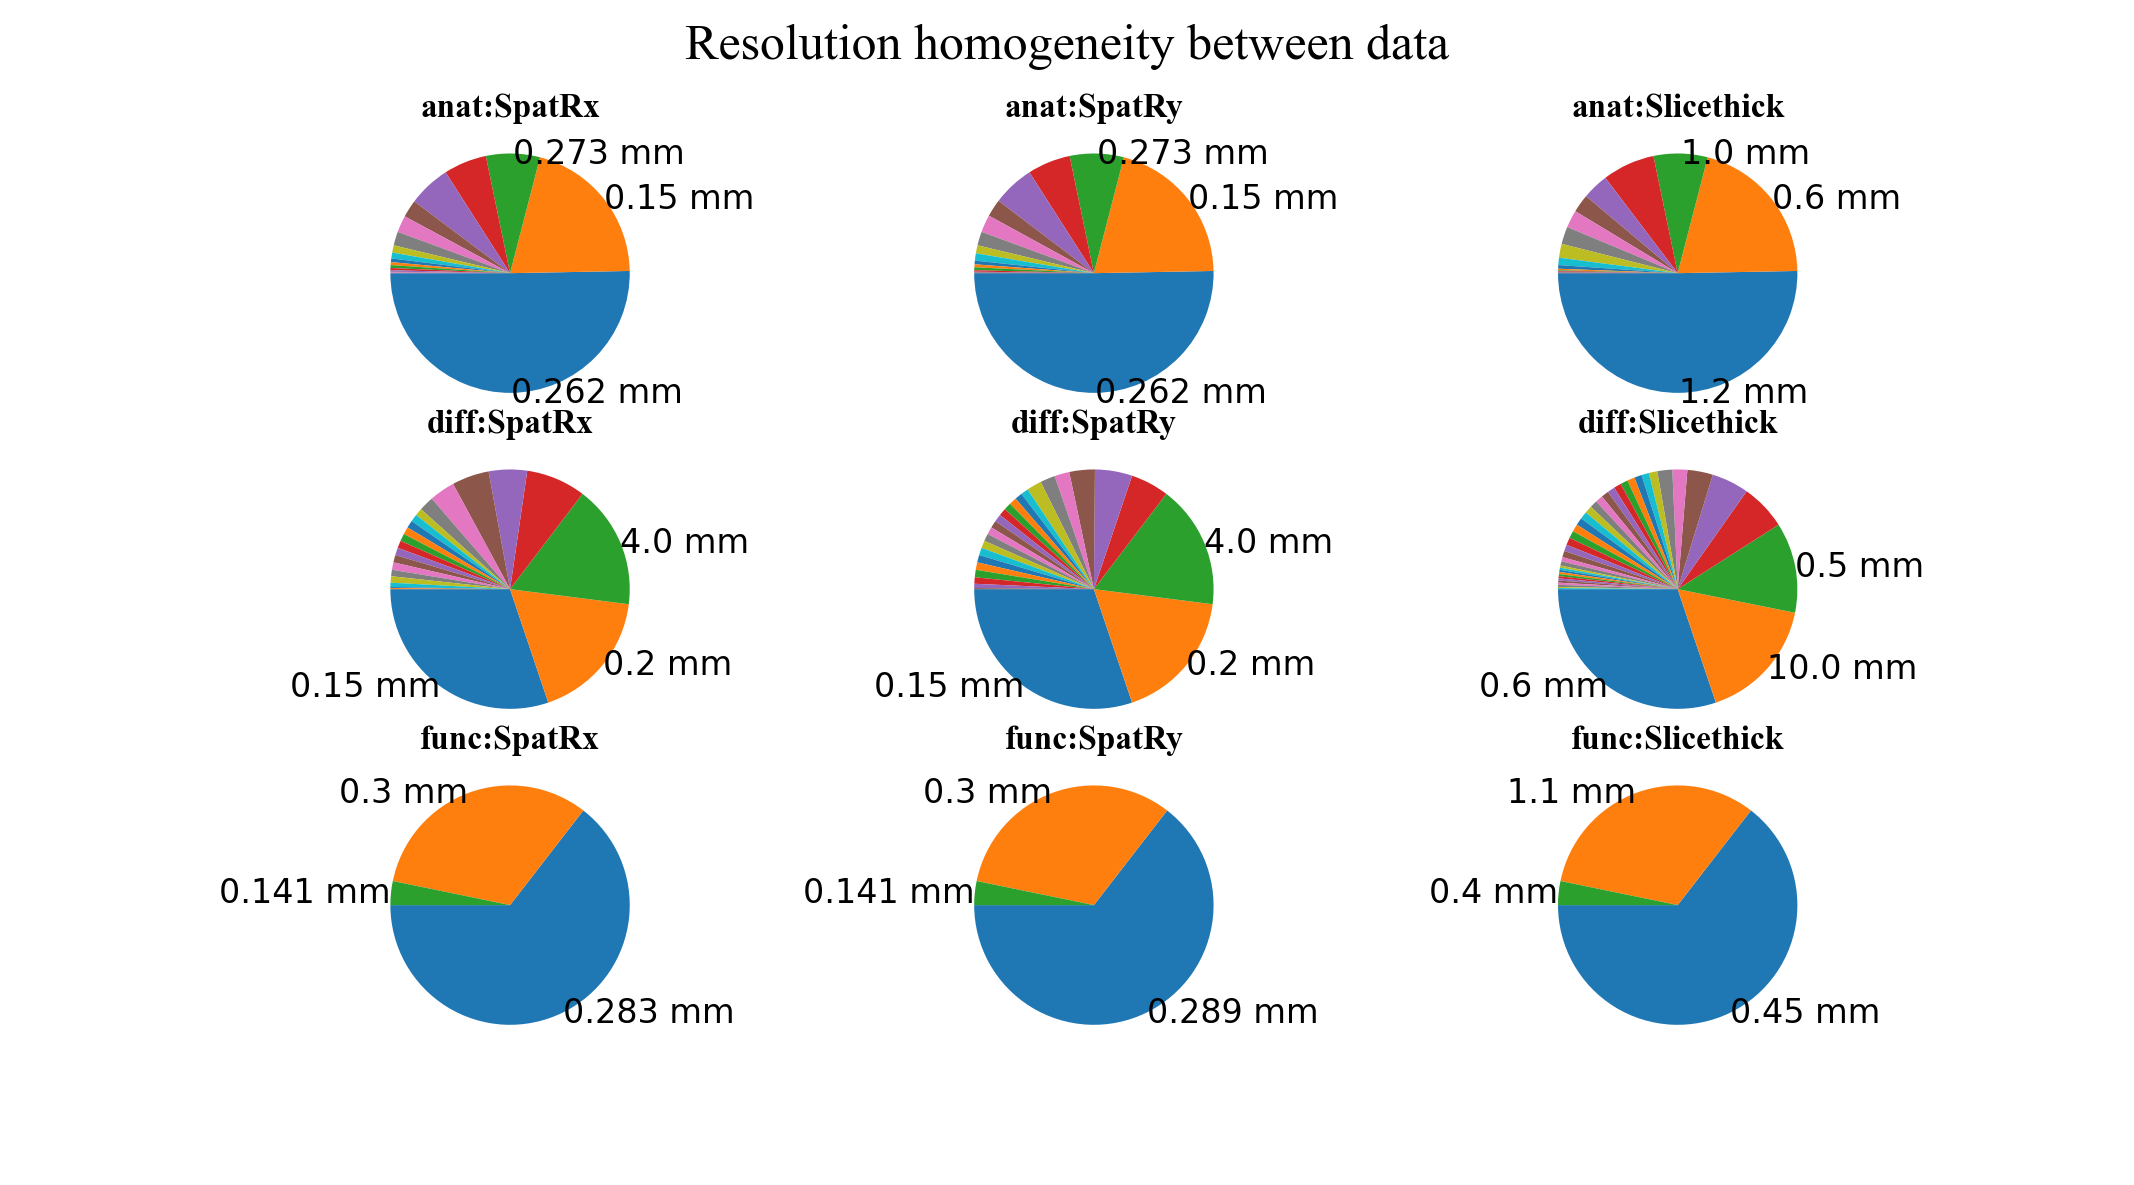 Resolution homogeneity between data
anat:SpatRx
0.273 mm
0.15 mm
0.262 mm
anat:SpatRy
0.273 mm
0.15 mm
0.262 mm
anat:Slicethick
1.0 mm
0.6 mm
1.2 mm
diff:SpatRx
4.0 mm
0.2 mm
0.15 mm
diff:SpatRy
4.0 mm
0.2 mm
0.15 mm
diff:Slicethick
0.5 mm
10.0 mm
0.6 mm
func:SpatRx
0.3 mm
0.141 mm
0.283 mm
func:SpatRy
0.3 mm
0.141 mm
0.289 mm
func:Slicethick
1.1 mm
0.4 mm
0.45 mm